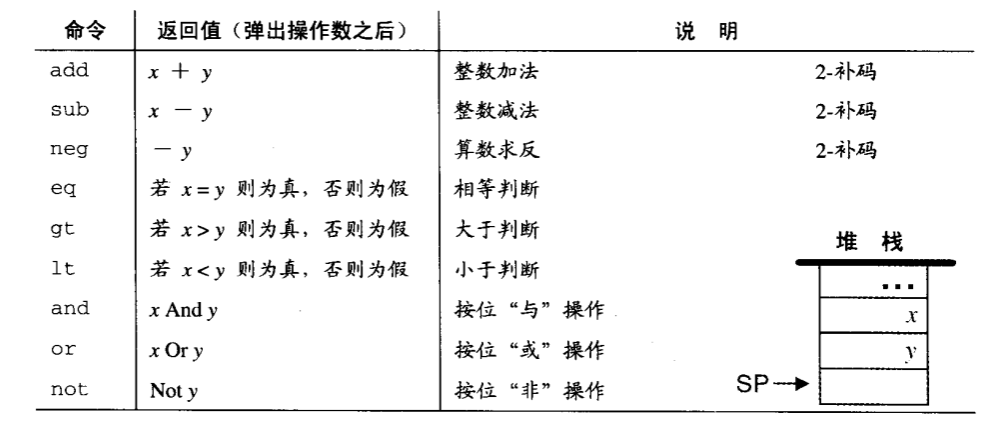 命令 返回值（弹出操作数之后） 说 明
add x + y 整数加法 2-补码
sub x － y 整数减法 2-补码
neg － y 算数求反 2-补码
eq 若 x = y 则为真，否则为假 相等判断
gt 若 x > y 则为真，否则为假 大于判断
lt 若 x < y 则为真，否则为假 小于判断
and x And y 按位“与”操作
or x Or y 按位“或”操作
not Not y 按位“非”操作
堆 栈
...
x
y
SP